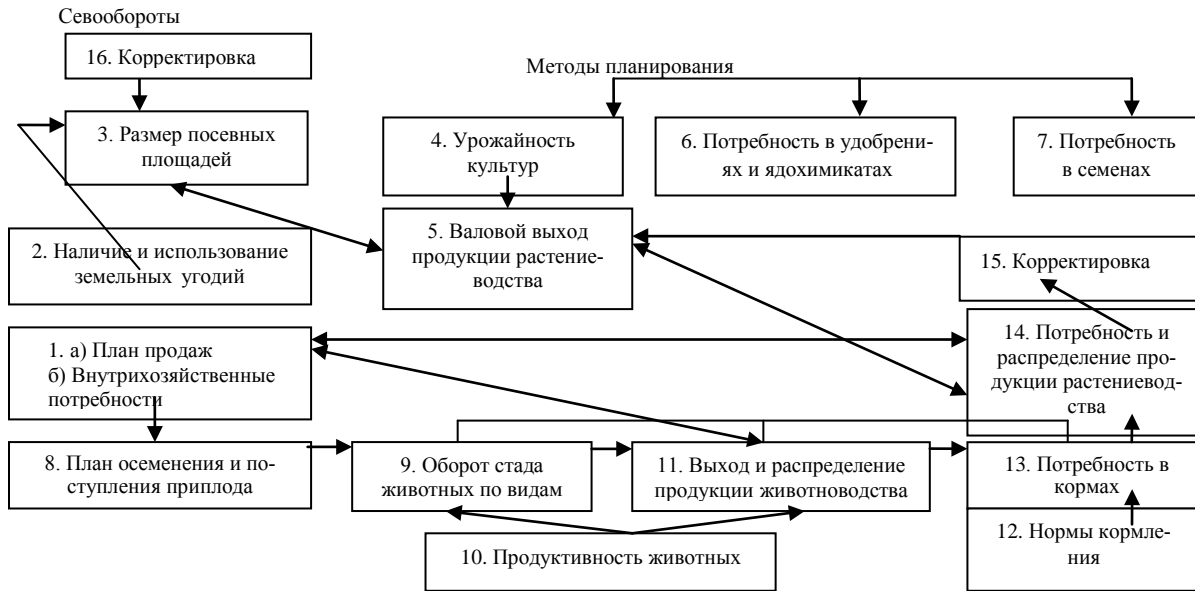 Севообороты
16. Корректировка
Методы планирования
3. Размер посевных
площадей
4. Урожайность
культур
6. Потребность в удобрени-
ях и ядохимикатах
7. Потребность
в семенах
2. Наличие и использование
земельных угодий
5. Валовой выход
продукции растение-
водства
15. Корректировка
1. а) План продаж
б) Внутрихозяйственные
потребности
14. Потребность и
распределение про-
дукции растениевод-
ства
8. План осеменения и по-
ступления приплода
9. Оборот стада
животных по видам
11. Выход и распределение
продукции животноводства
13. Потребность в
кормах
10. Продуктивность животных
12. Нормы кормле-
ния